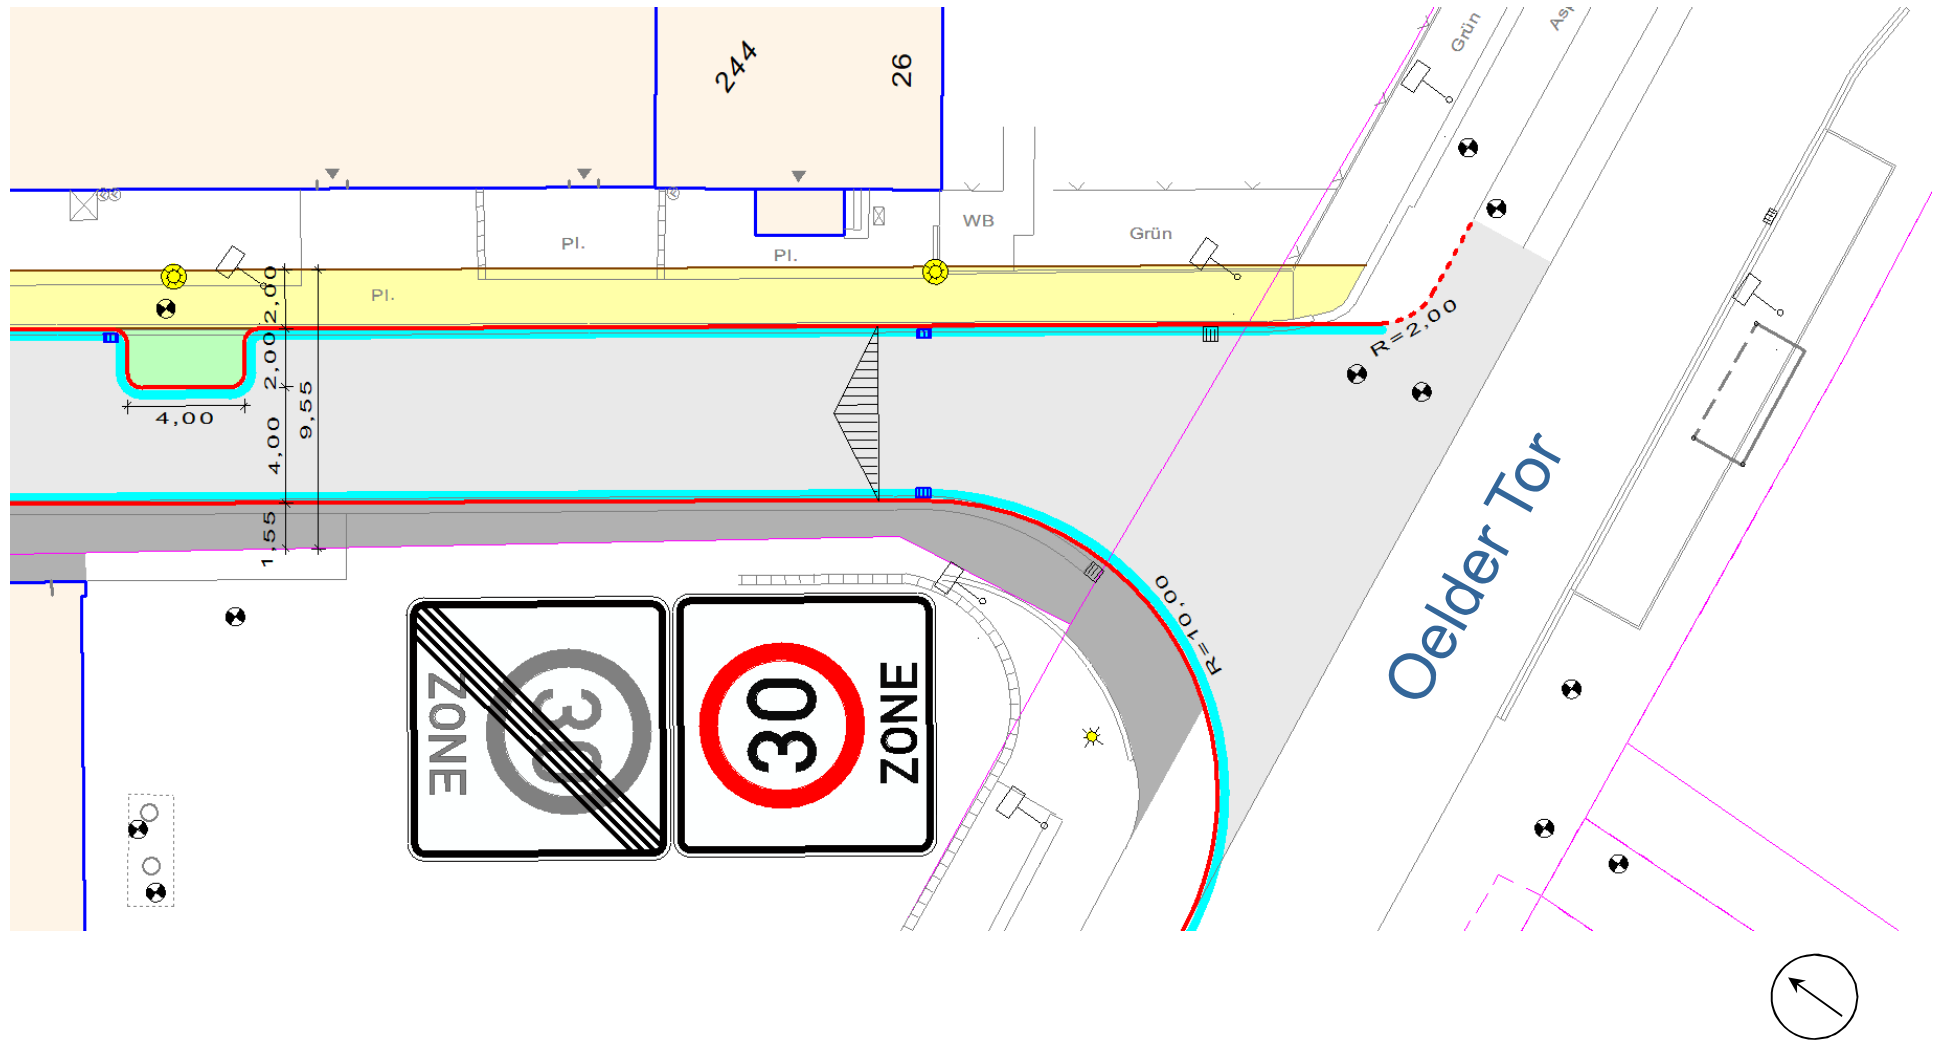 Grün
Asp
244
26
WB
Grün
Pl.
Pl.
Pl.
2,00
2,00
9,55
4,00
4,00
1,55
R=2,00
R=10,00
Oelder Tor
30
ZONE
30
ZONE